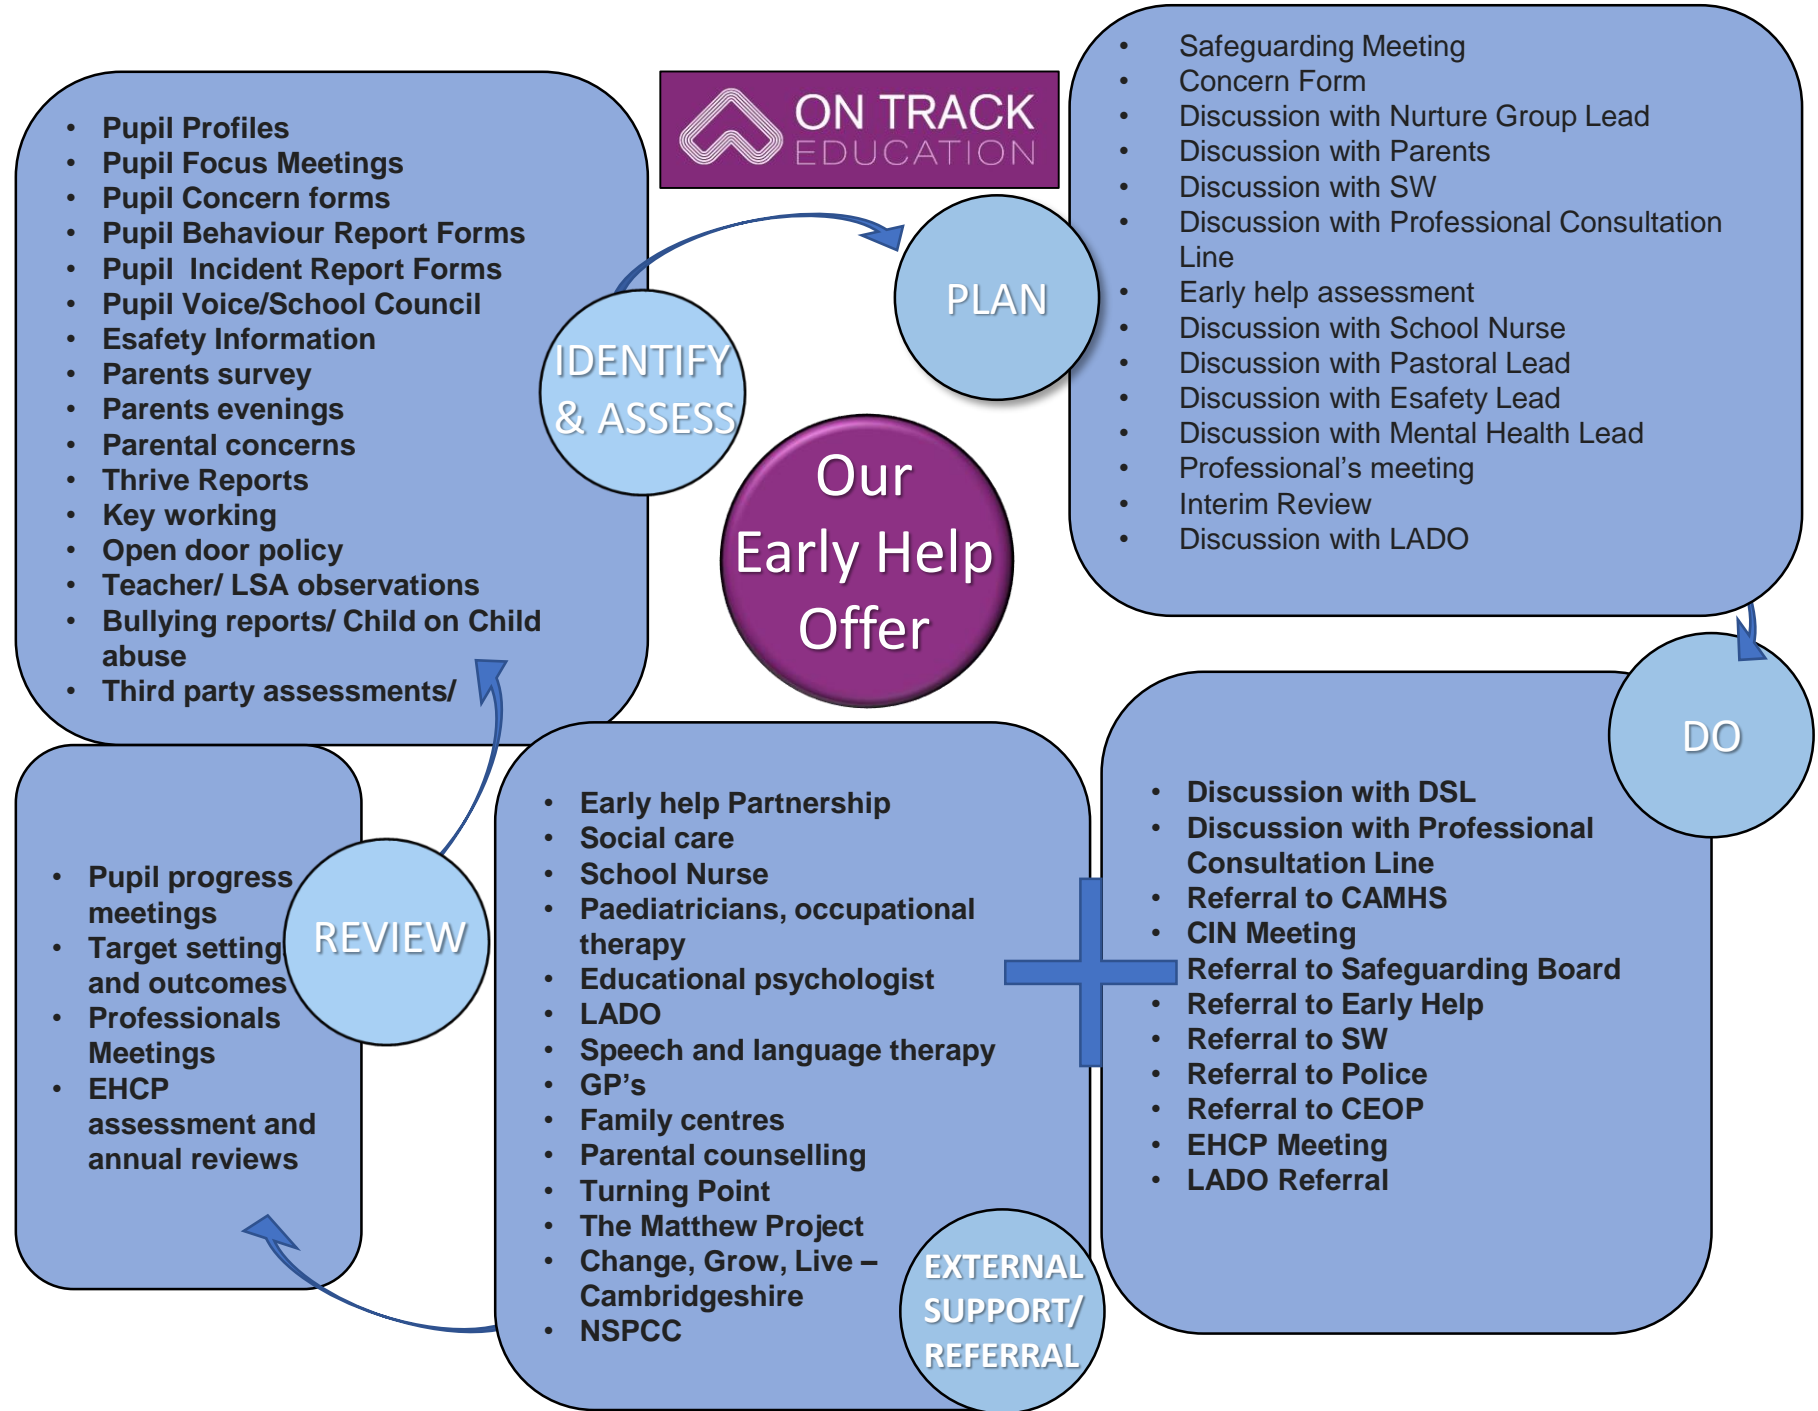 ON TRACK
EDUCATION
• Pupil Profiles
• Pupil Focus Meetings
• Pupil Concern forms
• Pupil Behaviour Report Forms
• Pupil  Incident Report Forms
• Pupil Voice/School Council
• Esafety Information
• Parents survey
• Parents evenings
• Parental concerns
• Thrive Reports
• Key working
• Open door policy
• Teacher/ LSA observations
• Bullying reports/ Child on Child
abuse
• Third party assessments/
IDENTIFY
& ASSESS
PLAN
• Safeguarding Meeting
• Concern Form
• Discussion with Nurture Group Lead
• Discussion with Parents
• Discussion with SW
• Discussion with Professional Consultation
Line
• Early help assessment
• Discussion with School Nurse
• Discussion with Pastoral Lead
• Discussion with Esafety Lead
• Discussion with Mental Health Lead
• Professional’s meeting
• Interim Review
• Discussion with LADO
Our
Early Help
Offer
DO
• Discussion with DSL
• Discussion with Professional
Consultation Line
• Referral to CAMHS
• CIN Meeting
Referral to Safeguarding Board
• Referral to Early Help
• Referral to SW
• Referral to Police
• Referral to CEOP
• EHCP Meeting
• LADO Referral
• Early help Partnership
• Social care
• School Nurse
• Paediatricians, occupational
therapy
• Educational psychologist
• LADO
• Speech and language therapy
• GP’s
• Family centres
• Parental counselling
• Turning Point
• The Matthew Project
• Change, Grow, Live –
Cambridgeshire
• NSPCC
EXTERNAL
SUPPORT/
REFERRAL
• Pupil progress
meetings
• Target setting
and outcomes
• Professionals
Meetings
• EHCP
assessment and
annual reviews
REVIEW